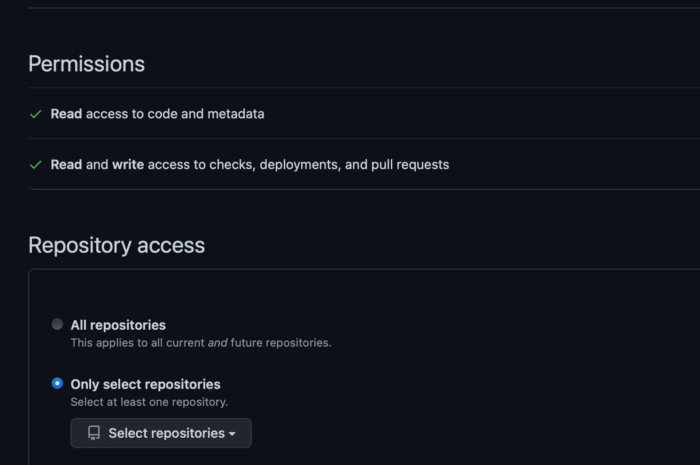 Permissions
Read access to code and metadata
Read and write access to checks, deployments, and pull requests
Repository access
All repositories
This applies to all current and future repositories.
Only select repositories
Select at least one repository.
Select repositories